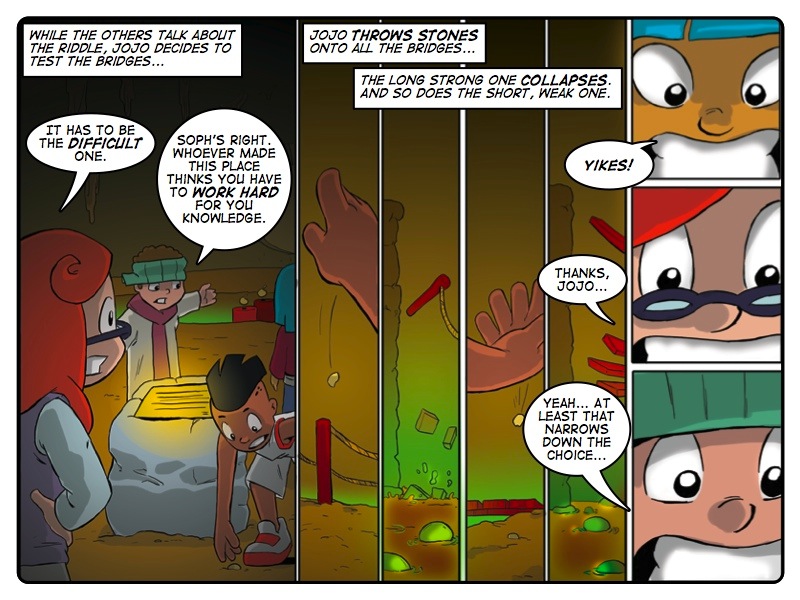 WHILE THE OTHERS TALK ABOUT
THE RIDDLE, JOJO DECIDES TO
TEST THE BRIDGES...
IT HAS TO BE
THE DIFFICULT
ONE.
SOPH'S RIGHT.
WHOEVER MADE
THIS PLACE
THINKS YOU HAVE
TO WORK HARD
FOR YOU
KNOWLEDGE.
JOJO THROWS STONES
ONTO ALL THE BRIDGES...
THE LONG STRONG ONE COLLAPSES.
AND SO DOES THE SHORT, WEAK ONE.
YIKES!
THANKS,
JOJO...
YEAH... AT
LEAST THAT
NARROWS
DOWN THE
CHOICE...